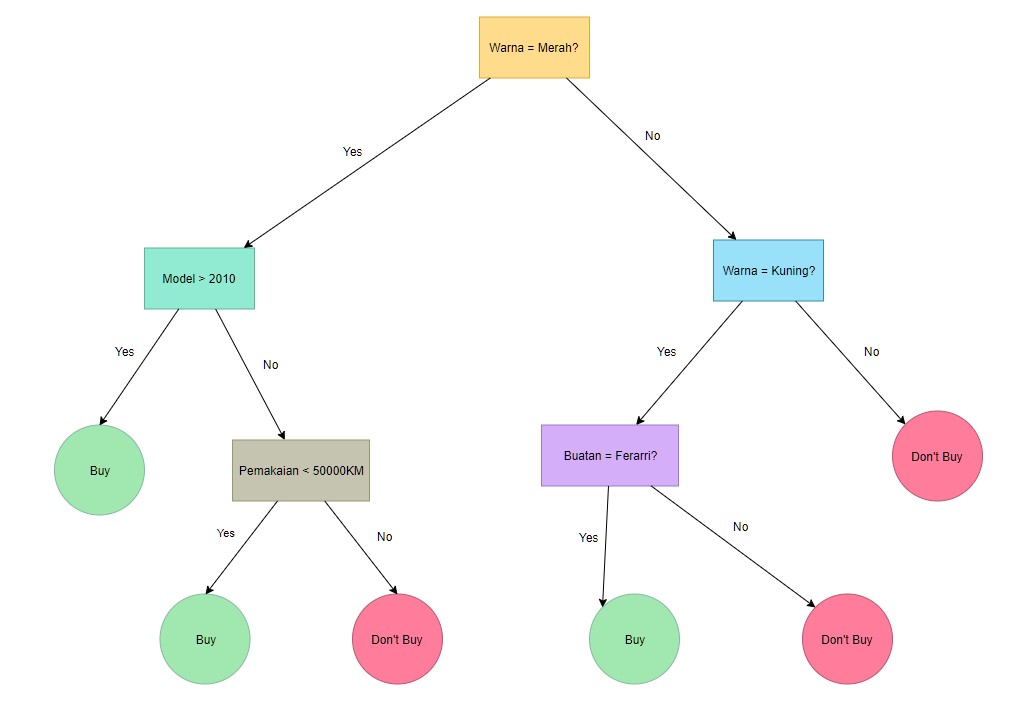 Warna = Merah?
No
Yes
Warna = Kuning?
Model > 2010
Yes
Yes
No
No
Buatan = Ferarri?
Don't Buy
Buy
Pemakaian < 50000KM
No
Yes
No
Yes
Buy
Don't Buy
Buy
Don't Buy